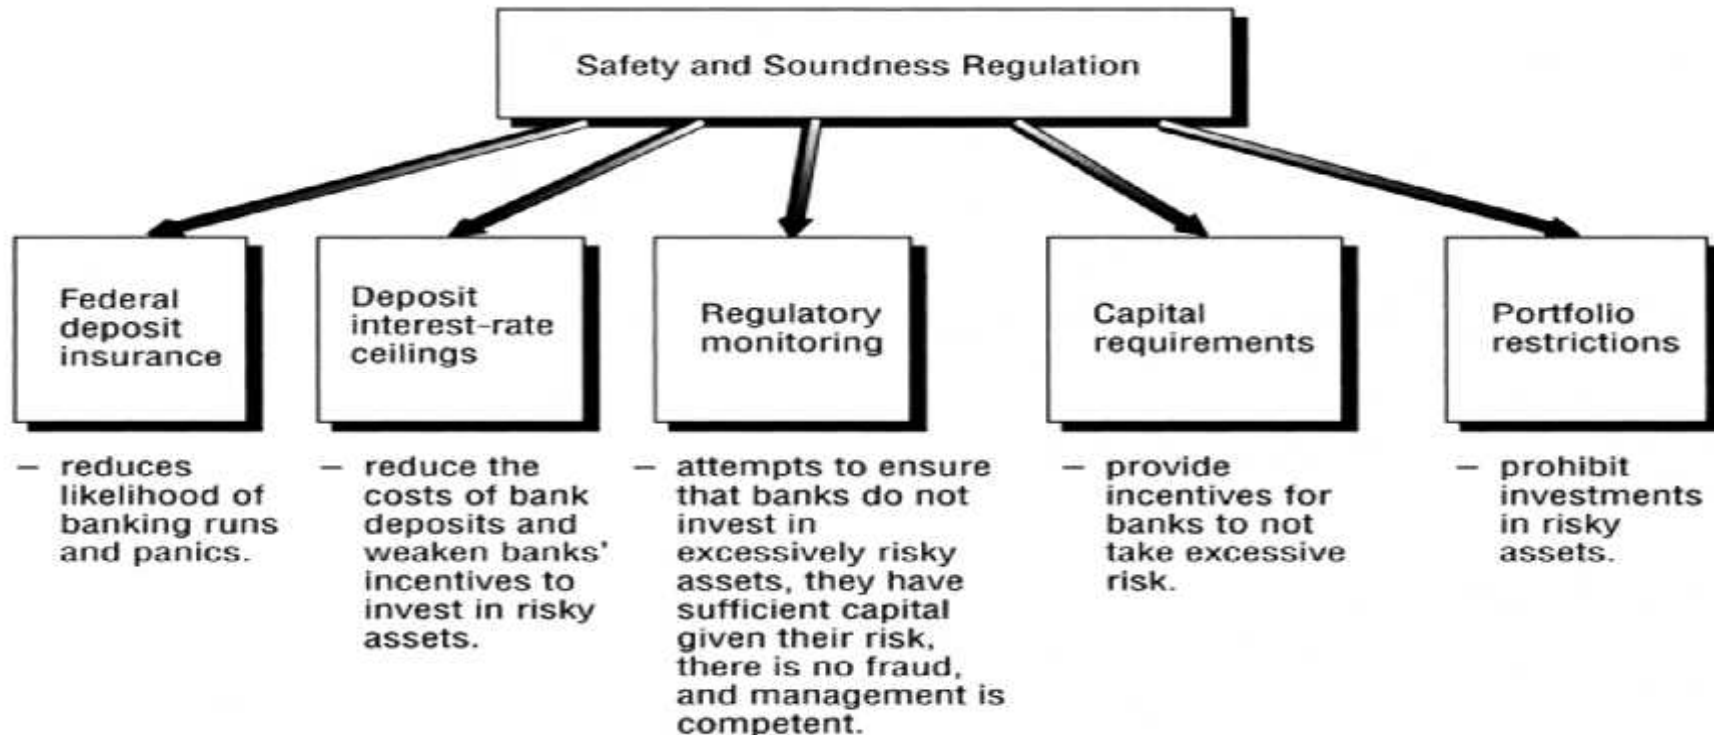 Safety and Soundness Regulation
Federal
deposit
insurance
Deposit
interest-rate
ceilings
Regulatory
monitoring
Capital
requirements
Portfolio
restrictions
– reduces
likelihood of
banking runs
and panics.
– reduce the
costs of bank
deposits and
weaken banks'
incentives to
invest in risky
assets.
– attempts to ensure
that banks do not
invest in
excessively risky
assets, they have
sufficient capital
given their risk,
there is no fraud,
and management is
competent.
– provide
incentives for
banks to not
take excessive
risk.
– prohibit
investments
in risky
assets.